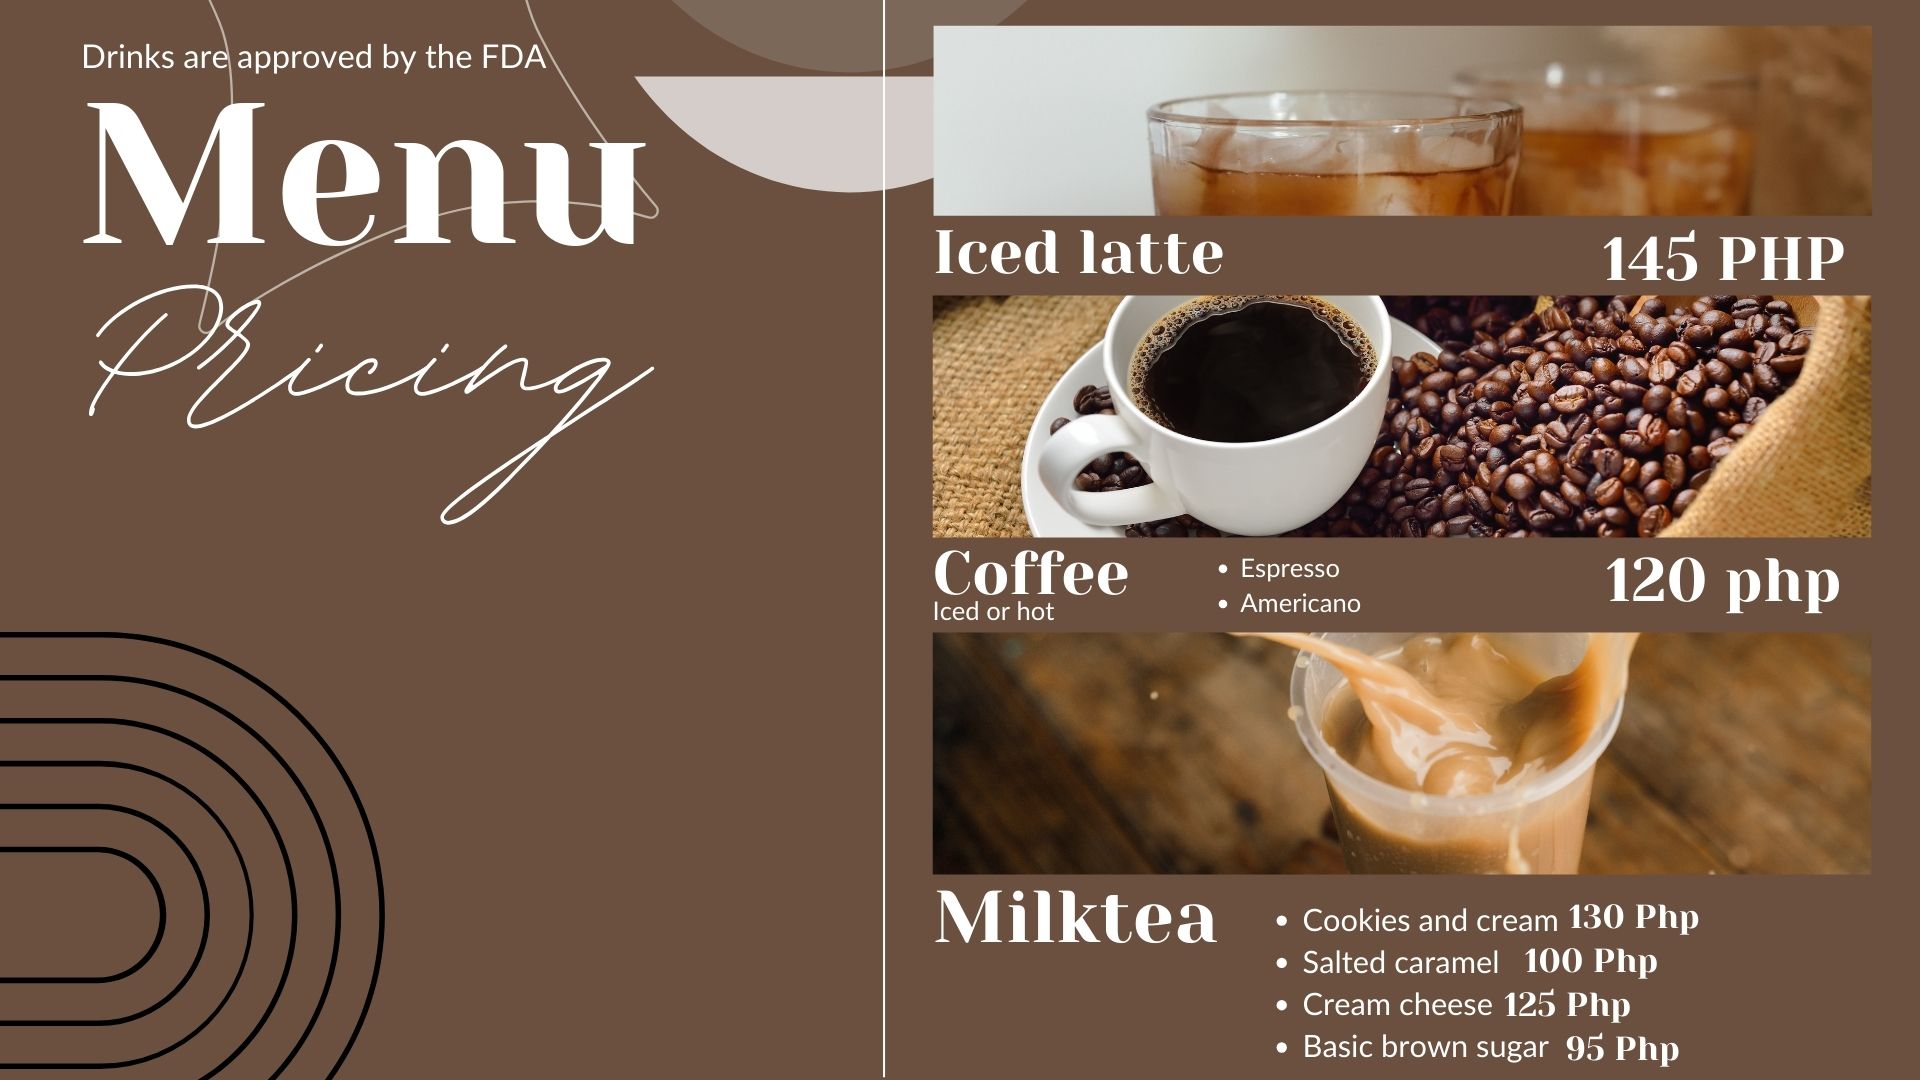 Drinks are approved by the FDA
Menu
Pricing
Iced latte 145 PHP
Coffee
Iced or hot
• Espresso
• Americano
120 php
Milktea
• Cookies and cream 130 Php
• Salted caramel 100 Php
• Cream cheese 125 Php
• Basic brown sugar 95 Php